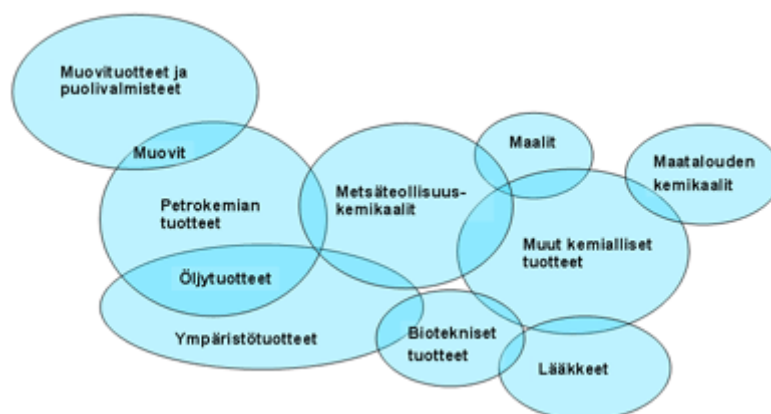 Muovituotteet ja
puolivalmisteet
Muovit
Petrokemian
tuotteet
Öljytuotteet
Ympäristötuotteet
Metsäteollisuus-
kemikaalit
Maalit
Maatalouden
kemikaalit
Muut kemialliset
tuotteet
Biotekniset
tuotteet
Lääkkeet